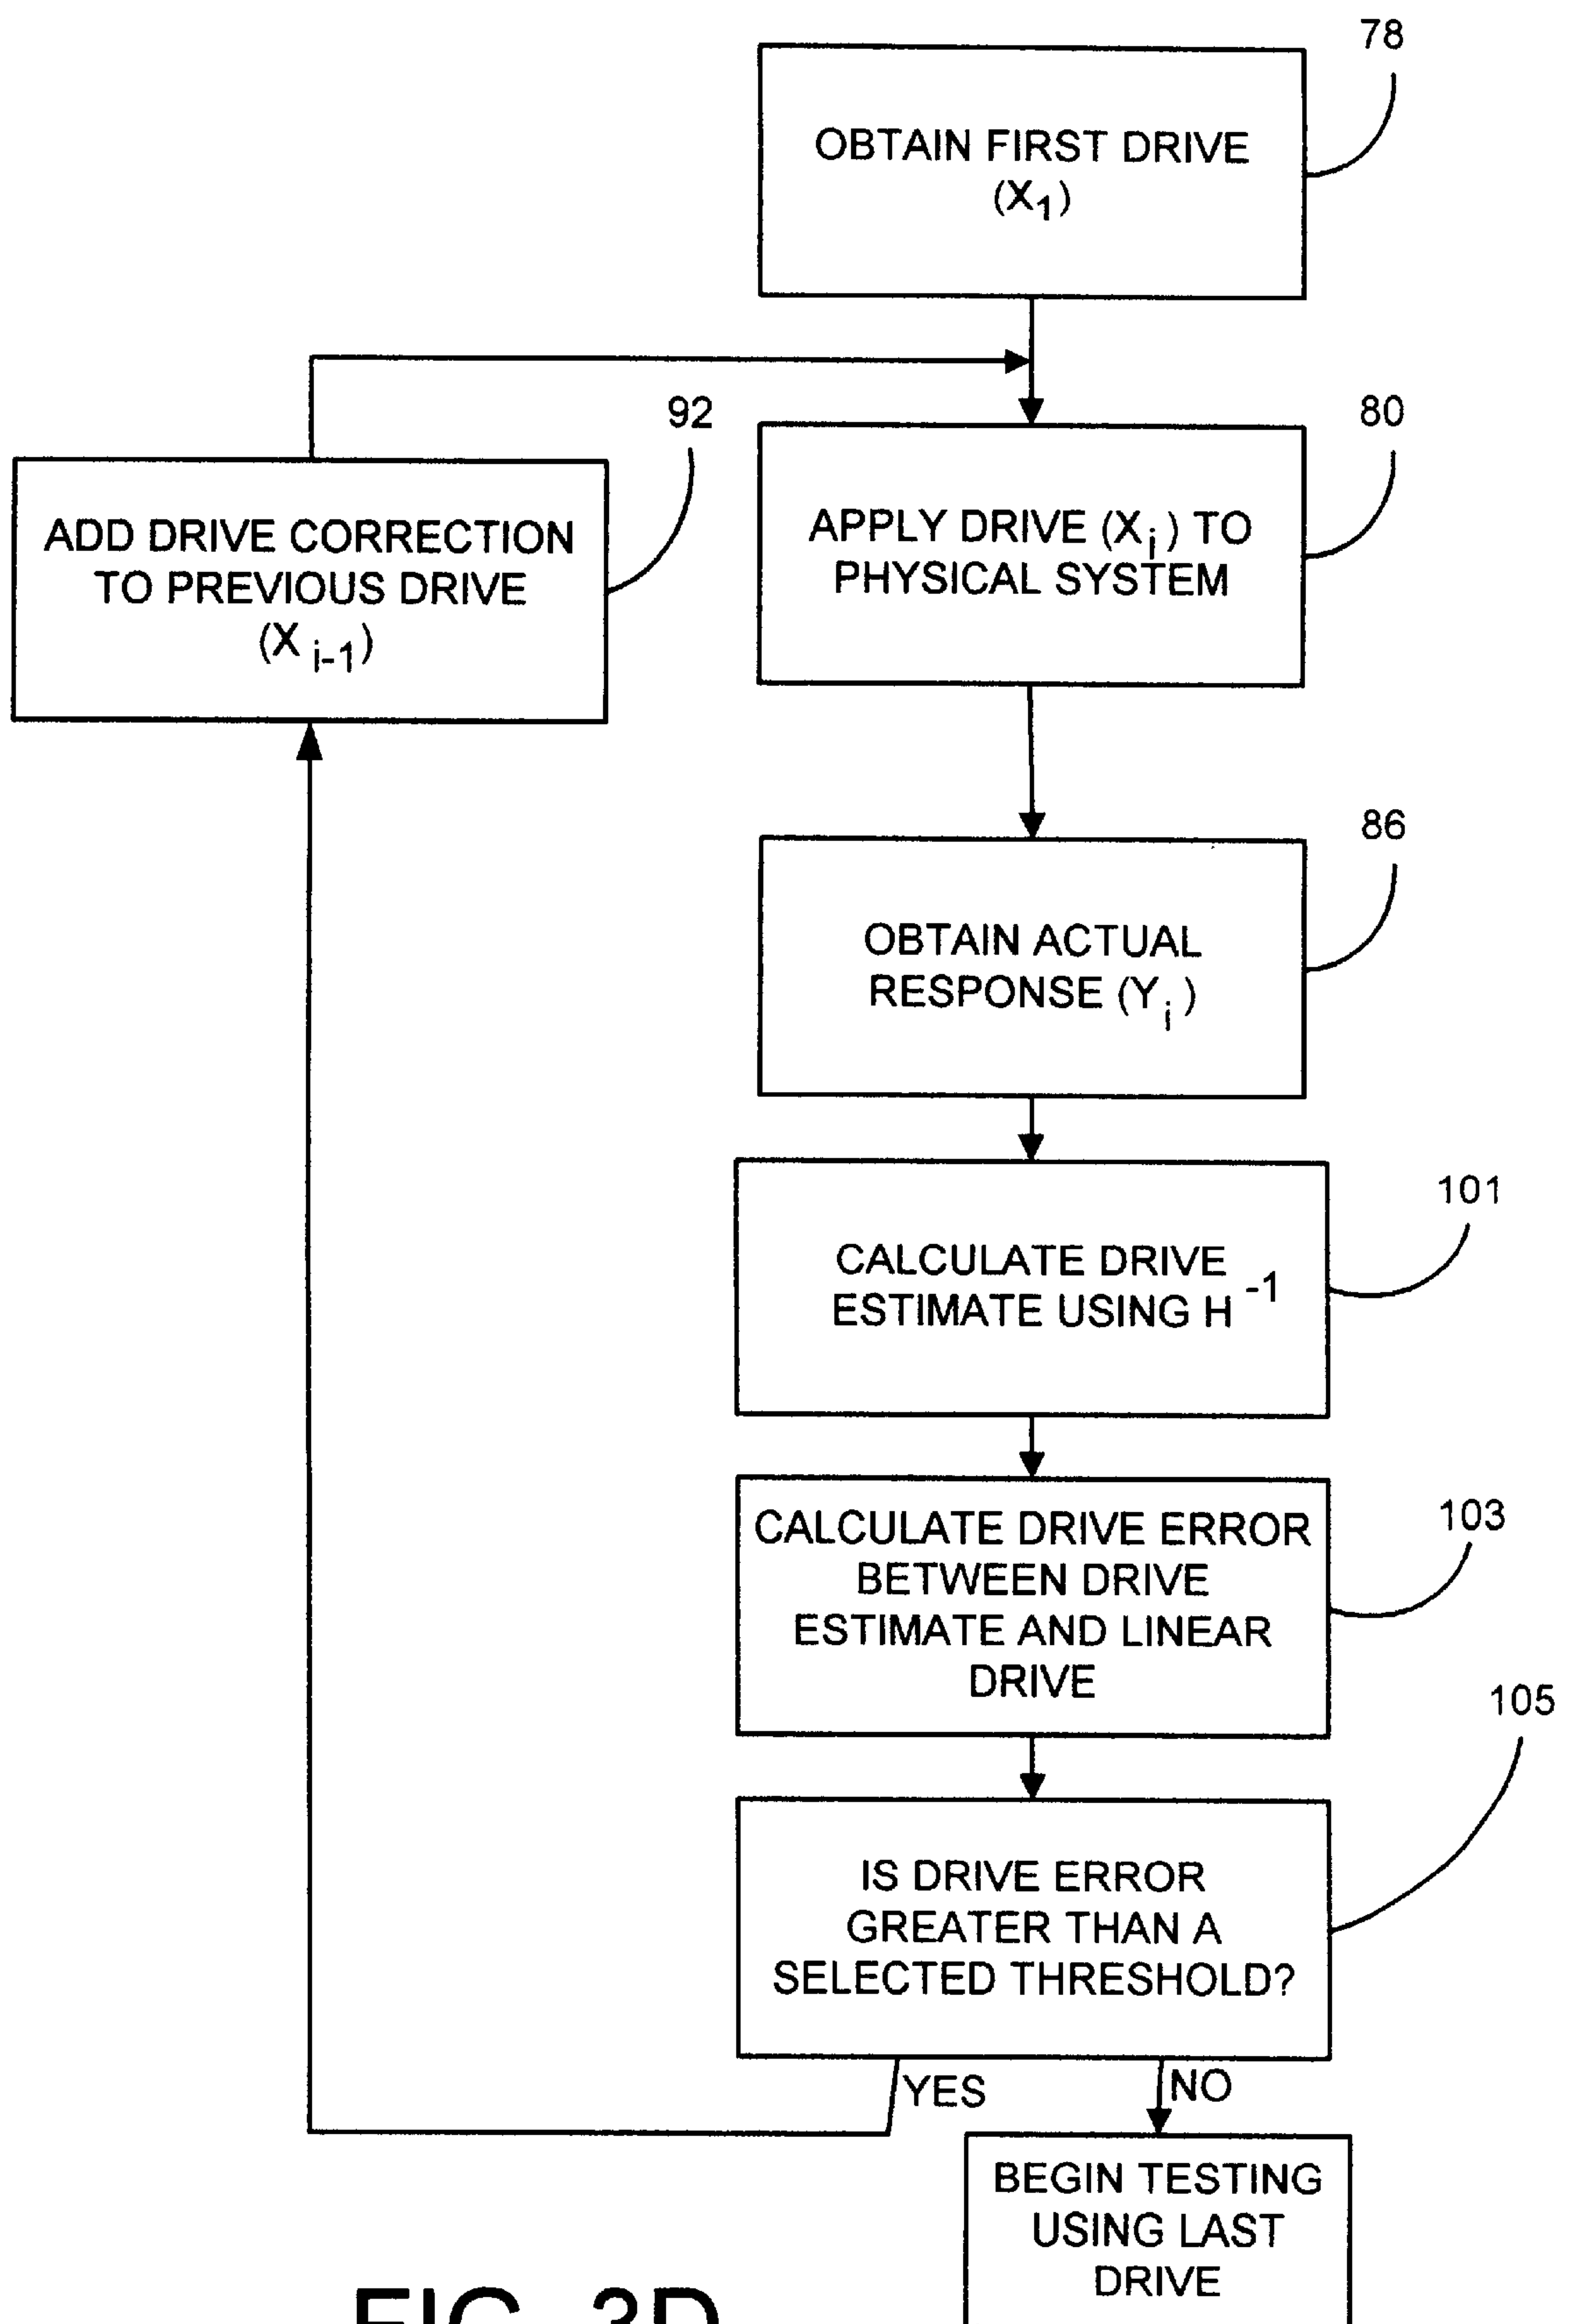 78
OBTAIN FIRST DRIVE
(X1)
92
80
ADD DRIVE CORRECTION
TO PREVIOUS DRIVE
(X i-1)
APPLY DRIVE (Xi) TO
PHYSICAL SYSTEM
86
OBTAIN ACTUAL
RESPONSE (Yi)
101
CALCULATE DRIVE
ESTIMATE USING H -1
103
CALCULATE DRIVE ERROR
BETWEEN DRIVE
ESTIMATE AND LINEAR
DRIVE
105
IS DRIVE ERROR
GREATER THAN A
SELECTED THRESHOLD?
YES
NO
BEGIN TESTING
USING LAST
DRIVE
FIG. 3D